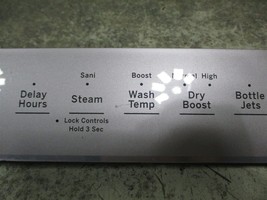 Sani
Boost
High
Delay
Hours
Steam
Wash
Temp
Dry
Boost
Bottle
Jets
Lock Controls
Hold 3 Sec